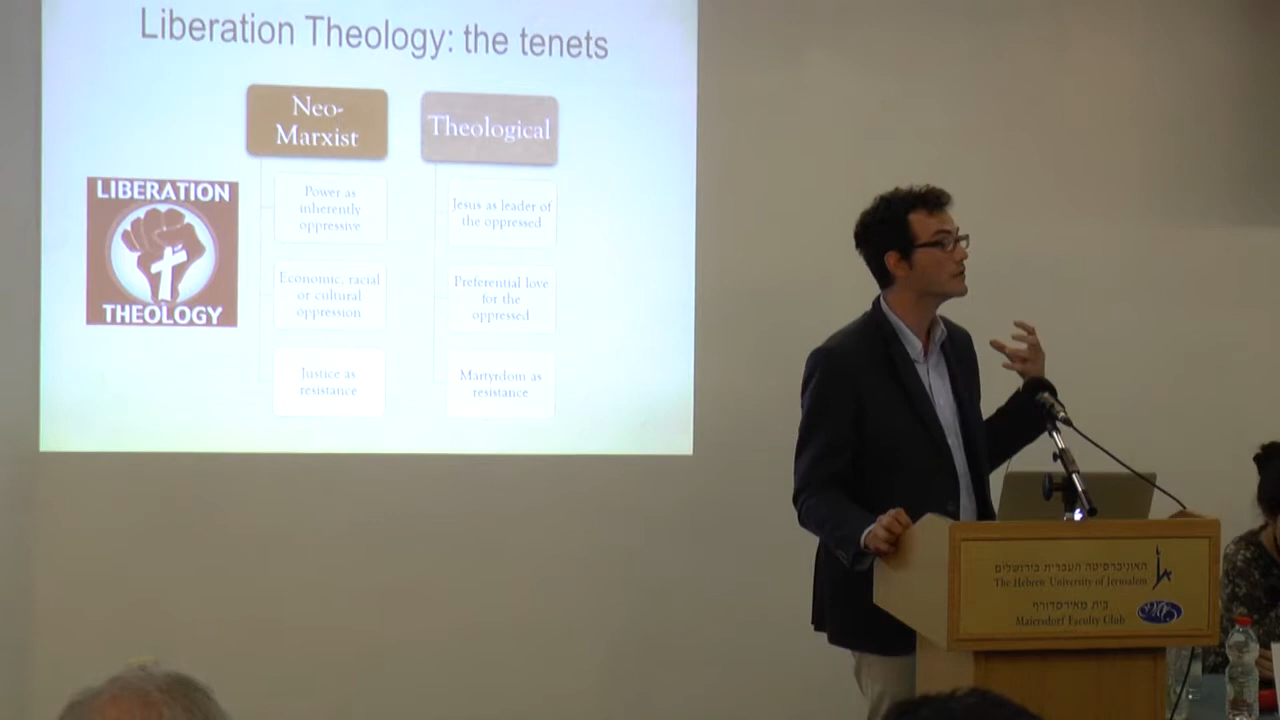 Liberation Theology: the tenets
Neo-
Marxist
Theological
LIBERATION
THEOLOGY
Power as
inherently
oppressive
Jesus as leader of
the oppressed
Economic, racial
or cultural
oppression
Preferential love
for the
oppressed
Justice as
resistance
Martyrdom as
resistance
האוניברסיטה העברית בירושלים
The Hebrew University of Jerusalem
בית מאירסדורף
Maiersdorf Faculty Club